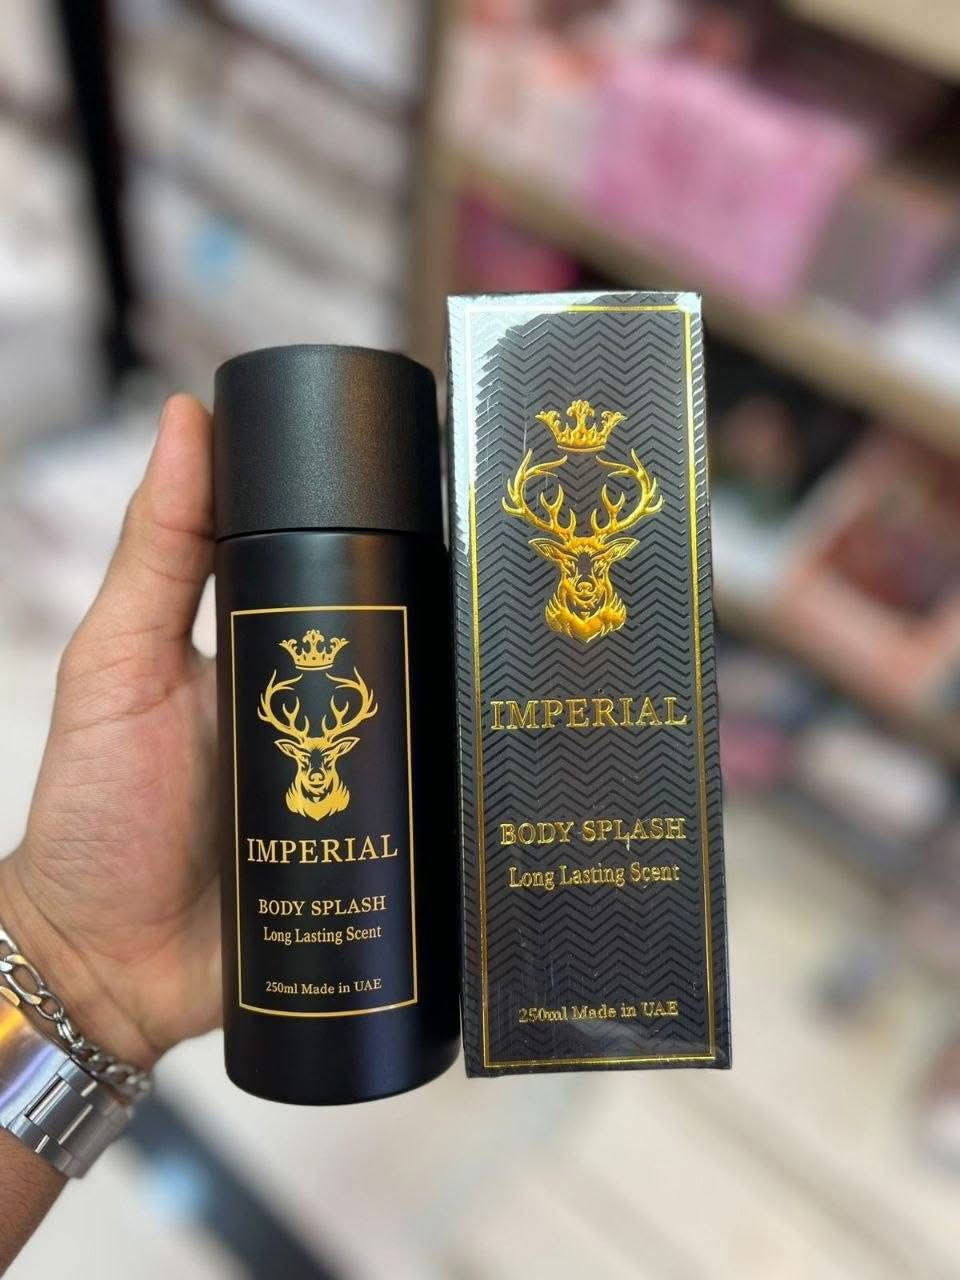 IMPERIAL
BODY SPLASH
Long Lasting Scent
250ml Made in UAE
IMPERIAL
BODY SPLASH
Long Lasting Scent
250ml Made in UAE